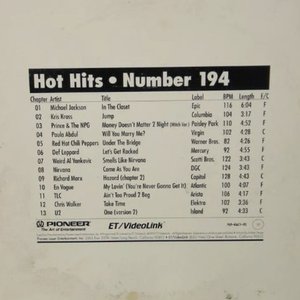 Hot Hits • Number 194
Chapter Artist Title Label BPM Length F/C
01 Michael Jackson In The Closet Epic 116 6:04 F
02 Kris Kross Jump Columbia 104 3:17 F
03 Prince & The NPG Money Doesn't Matter 2 Night Paisley Park 110 4:52 F
04 Paula Abdul Will You Marry Me? Virgin 102 4:28 C
05 Red Hot Chili Peppers Under The Bridge Warner Bros. 82 4:26 F
06 Def Leppard Let's Get Rocked Mercury 92 4:55 F
07 Weird Al Yankovic Smells Like Nirvana Scotti Bros. 122 3:43 C
08 Nirvana Come As You Are DGC 124 3:29 C
09 Richard Marx Hazard (chapter 2) Capitol 128 4:43 C
10 En Vogue My Lovin' (You're Never Gonna Get It) Atlantic 100 4:07 F
11 TLC Ain't Too Proud 2 Beg Arista 106 4:17 F
12 Chris Walker Take Time Elektra 102 3:36 F
13 U2 One (version 2) Island 92 4:33 C
PIONEER ET/VideoLink
The Art of Entertainment